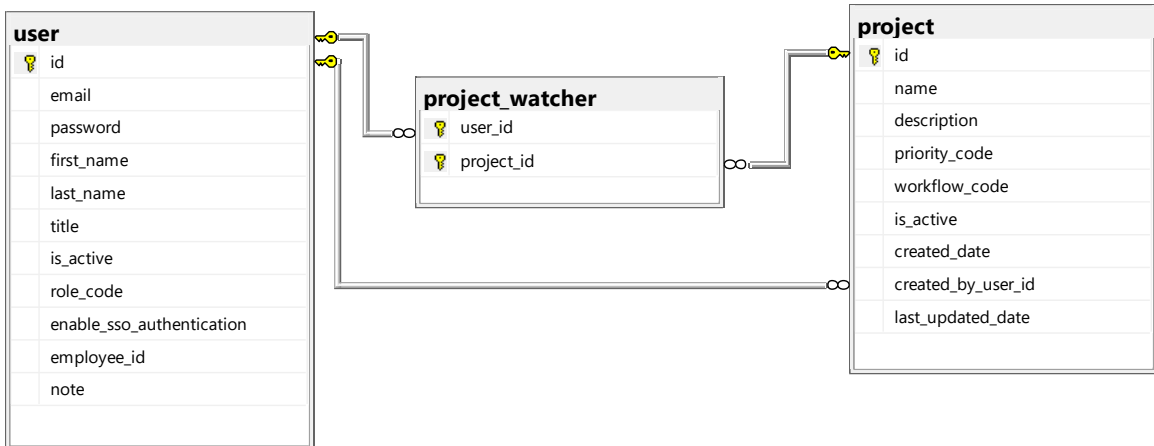 user
id
email
password
first_name
last_name
title
is_active
role_code
enable_sso_authentication
employee_id
note
project_watcher
user_id
project_id
project
id
name
description
priority_code
workflow_code
is_active
created_date
created_by_user_id
last_updated_date